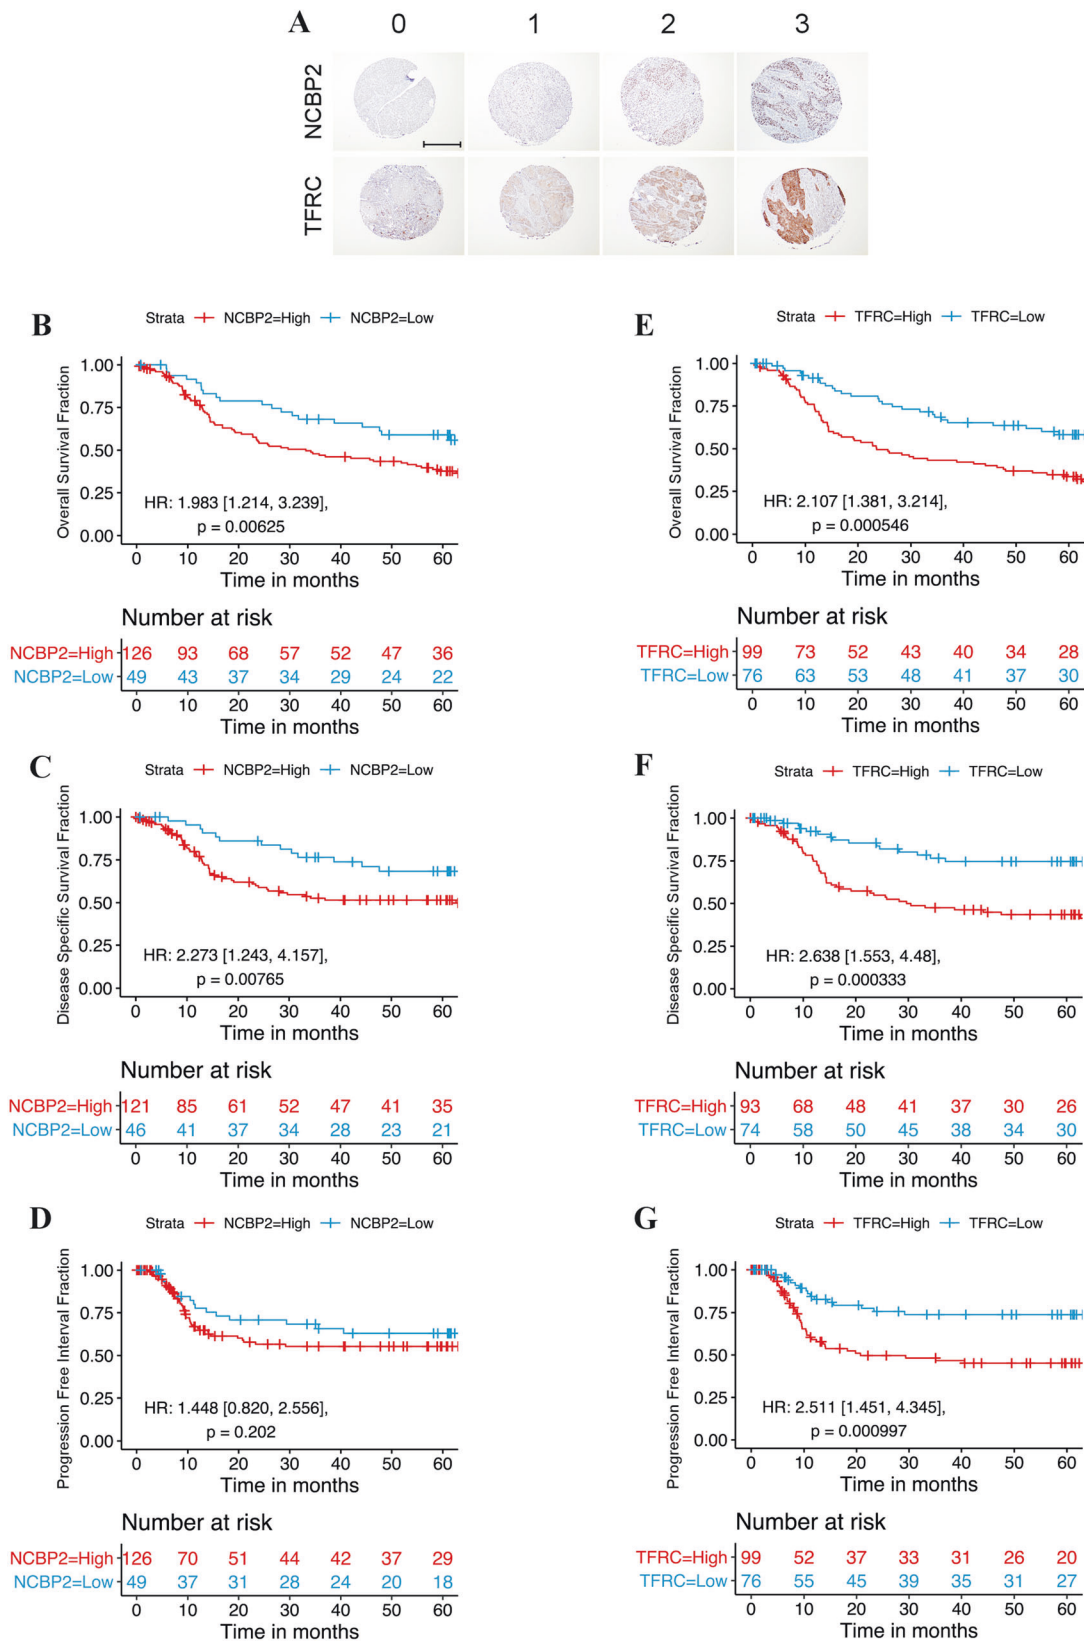 A 0 1 2 3
NCBP2
TFRC
B
Strata NCBP2=High NCBP2=Low
Overall Survival Fraction
1.00
0.75
0.50
0.25
0.00
HR: 1.983 [1.214, 3.239],
p = 0.00625
0 10 20 30 40 50 60
Time in months
Number at risk
NCBP2=High 126 93 68 57 52 47 36
NCBP2=Low 49 43 37 34 29 24 22
0 10 20 30 40 50 60
Time in months
E
Strata TFRC=High TFRC=Low
Overall Survival Fraction
1.00
0.75
0.50
0.25
0.00
HR: 2.107 [1.381, 3.214],
p = 0.000546
0 10 20 30 40 50 60
Time in months
Number at risk
TFRC=High 99 73 52 43 40 34 28
TFRC=Low 76 63 53 48 41 37 30
0 10 20 30 40 50 60
Time in months
C
Strata NCBP2=High NCBP2=Low
Disease Specific Survival Fraction
1.00
0.75
0.50
0.25
0.00
HR: 2.273 [1.243, 4.157],
p = 0.00765
0 10 20 30 40 50 60
Time in months
Number at risk
NCBP2=High 121 85 61 52 47 41 35
NCBP2=Low 46 41 37 34 28 23 21
0 10 20 30 40 50 60
Time in months
F
Strata TFRC=High TFRC=Low
Disease Specific Survival Fraction
1.00
0.75
0.50
0.25
0.00
HR: 2.638 [1.553, 4.48],
p = 0.000333
0 10 20 30 40 50 60
Time in months
Number at risk
TFRC=High 93 68 48 41 37 30 26
TFRC=Low 74 58 50 45 38 34 30
0 10 20 30 40 50 60
Time in months
D
Strata NCBP2=High NCBP2=Low
Progression Free Interval Fraction
1.00
0.75
0.50
0.25
0.00
HR: 1.448 [0.820, 2.556],
p = 0.202
0 10 20 30 40 50 60
Time in months
Number at risk
NCBP2=High 126 70 51 44 42 37 29
NCBP2=Low 49 37 31 28 24 20 18
0 10 20 30 40 50 60
Time in months
G
Strata TFRC=High TFRC=Low
Progression Free Interval Fraction
1.00
0.75
0.50
0.25
0.00
HR: 2.511 [1.451, 4.345],
p = 0.000997
0 10 20 30 40 50 60
Time in months
Number at risk
TFRC=High 99 52 37 33 31 26 20
TFRC=Low 76 55 45 39 35 31 27
0 10 20 30 40 50 60
Time in months